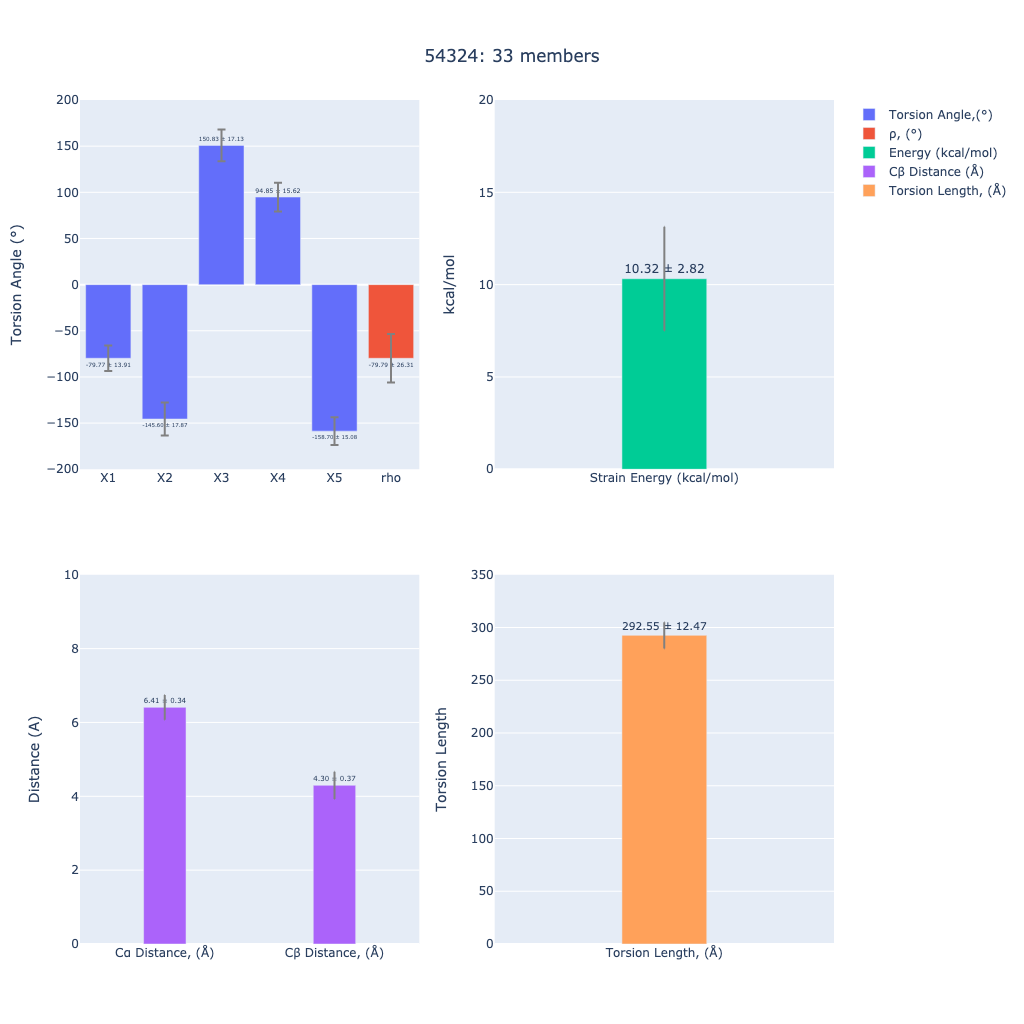 54324: 33 members
Torsion Angle (°)
200
150
100
50
0
−50
−100
−150
−200
-79.77 ± 13.91
-145.60 ± 17.87
150.83 ± 17.13
94.85 ± 15.62
-158.70 ± 15.08
-79.79 ± 26.31
X1 X2 X3 X4 X5 rho
kcal/mol
20
15
10
5
0
10.32 ± 2.82
Strain Energy (kcal/mol)
Torsion Angle,(°)
ρ, (°)
Energy (kcal/mol)
Cβ Distance (Å)
Torsion Length, (Å)
Distance (A)
10
8
6
4
2
0
6.41 ± 0.34
4.30 ± 0.37
Cα Distance, (Å) Cβ Distance, (Å)
Torsion Length
350
300
250
200
150
100
50
0
292.55 ± 12.47
Torsion Length, (Å)